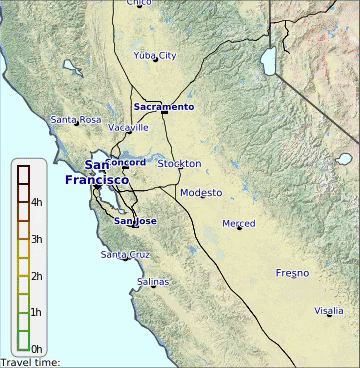 Chico
Yuba City
Sacramento
Santa Rosa
Vacaville
San
Francisco
Concord
Stockton
Modesto
San Jose
Merced
Santa Cruz
Fresno
Salinas
Visalia
4h
3h
2h
1h
0h
Travel time: